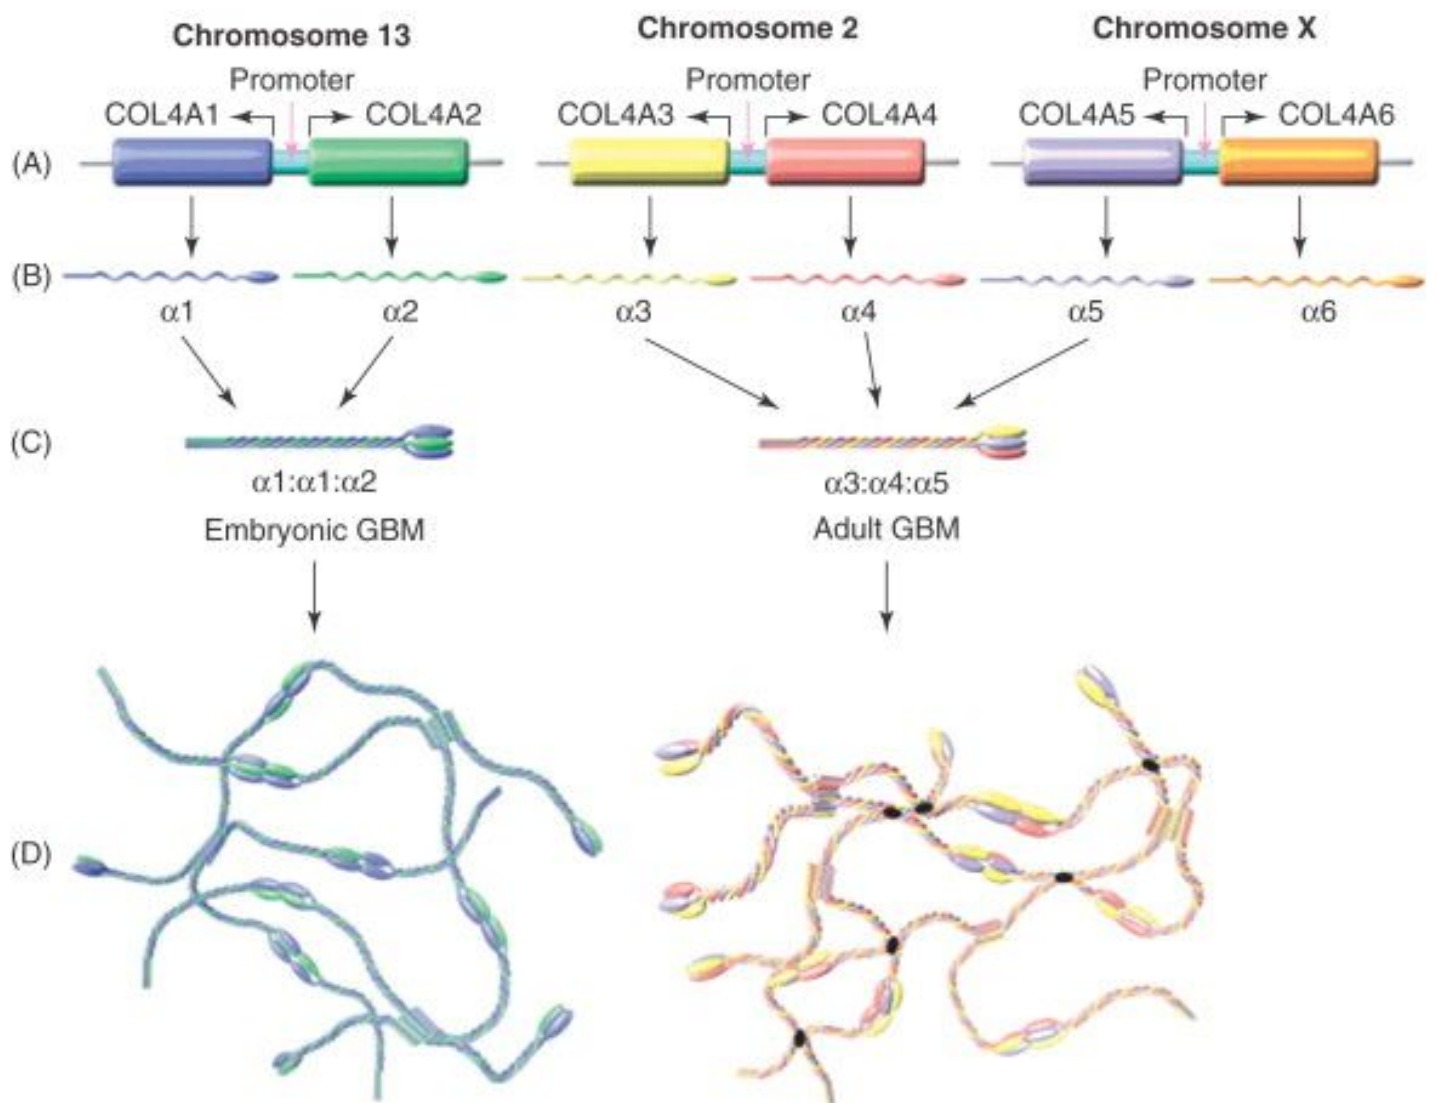 Chromosome 13 Chromosome 2 Chromosome X
Promoter Promoter Promoter
COL4A1 COL4A2 COL4A3 COL4A4 COL4A5 COL4A6
(A)
(B)
α1 α2 α3 α4 α5 α6
(C)
α1:α1:α2 α3:α4:α5
Embryonic GBM Adult GBM
(D)